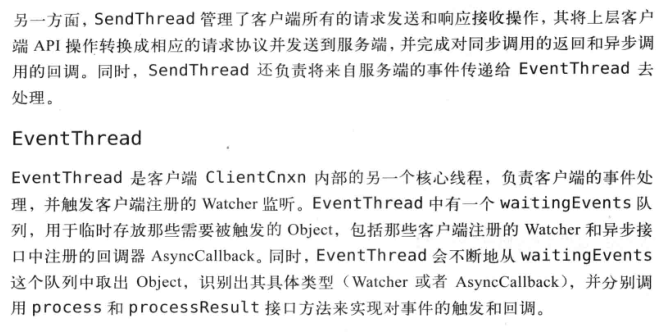 另一方面，SendThread 管理了客户端所有的请求发送和响应接收操作，其将上层客户
端 API 操作转换成相应的请求协议并发送到服务端，并完成对同步调用的返回和异步调
用的回调。同时，SendThread 还负责将来自服务端的事件传递给 EventThread 去
处理。
EventThread
EventThread 是客户端 ClientCnxn 内部的另一个核心线程，负责客户端的事件处
理，并触发客户端注册的 Watcher 监听。EventThread 中有一个 waitingEvents 队
列，用于临时存放那些需要被触发的 Object，包括那些客户端注册的 Watcher 和异步接
口中注册的回调器 AsyncCallback。同时，EventThread 会不断地从 waitingEvents
这个队列中取出 Object，识别出其具体类型（Watcher 或者 AsyncCallback），并分别调
用 process 和 processResult 接口方法来实现对事件的触发和回调。